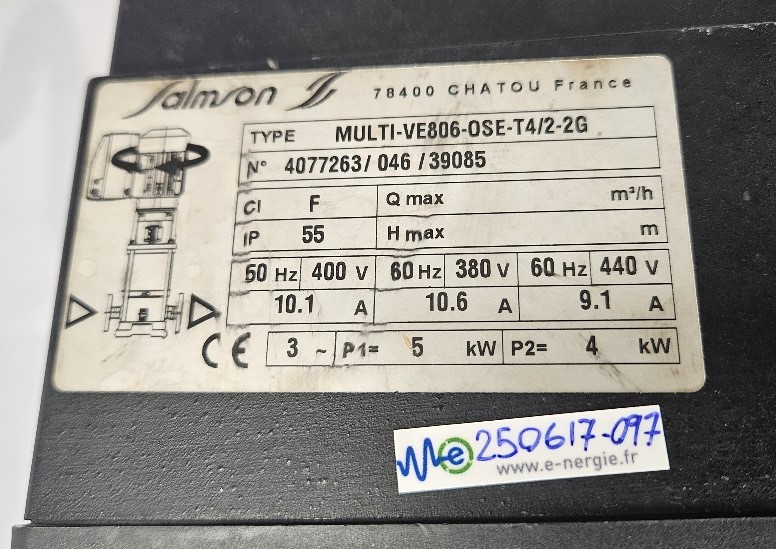 Salmson 78400 CHATOU France
TYPE MULTI-VE806-OSE-T4/2-2G
N° 4077263/ 046 /39085
CI F Q max m³/h
IP 55 H max m
50 Hz 400 V 60 Hz 380 V 60 Hz 440 V
10.1 A 10.6 A 9.1 A
CE 3 ~ P1= 5 kW P2= 4 kW
e 250617-097
www.e-nergie.fr